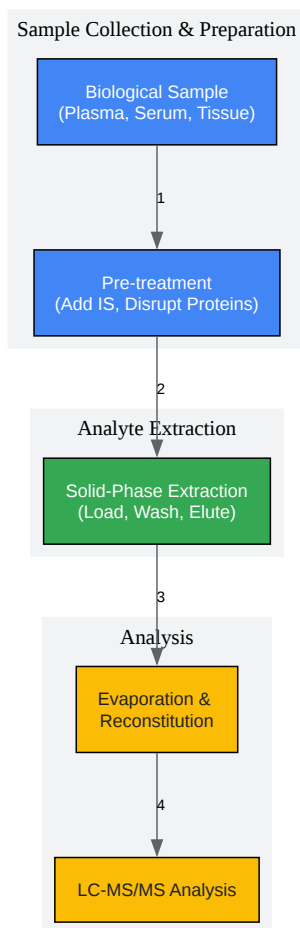 Sample Collection & Preparation
Biological Sample
(Plasma, Serum, Tissue)
1
Pre-treatment
(Add IS, Disrupt Proteins)
2
Analyte Extraction
Solid-Phase Extraction
(Load, Wash, Elute)
3
Analysis
Evaporation &
Reconstitution
4
LC-MS/MS Analysis